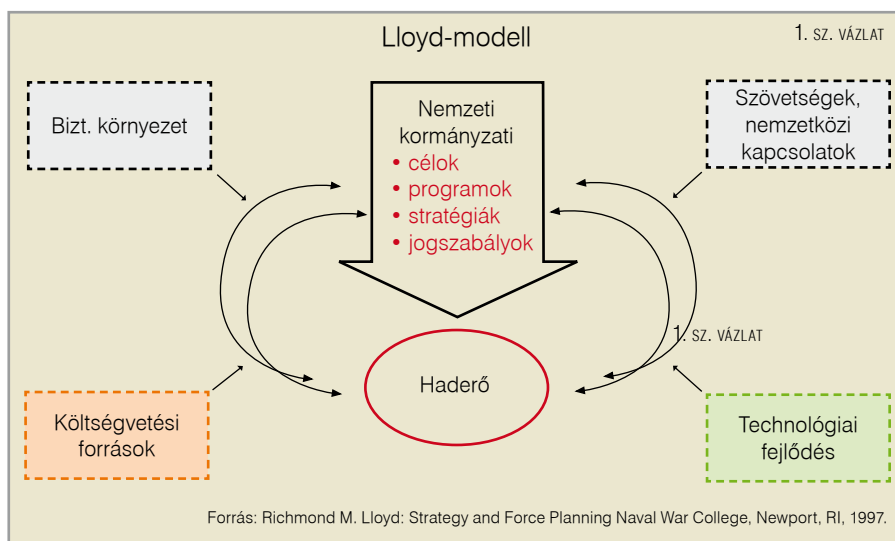 Lloyd-modell
1. SZ. VÁZLAT
Bizt. környezet
Nemzeti
kormányzati
• célok
• programok
• stratégiák
• jogszabályok
Szövetségek,
nemzetközi
kapcsolatok
1. SZ. VÁZLAT
Haderő
Költségvetési
források
Technológiai
fejlődés
Forrás: Richmond M. Lloyd: Strategy and Force Planning Naval War College, Newport, RI, 1997.